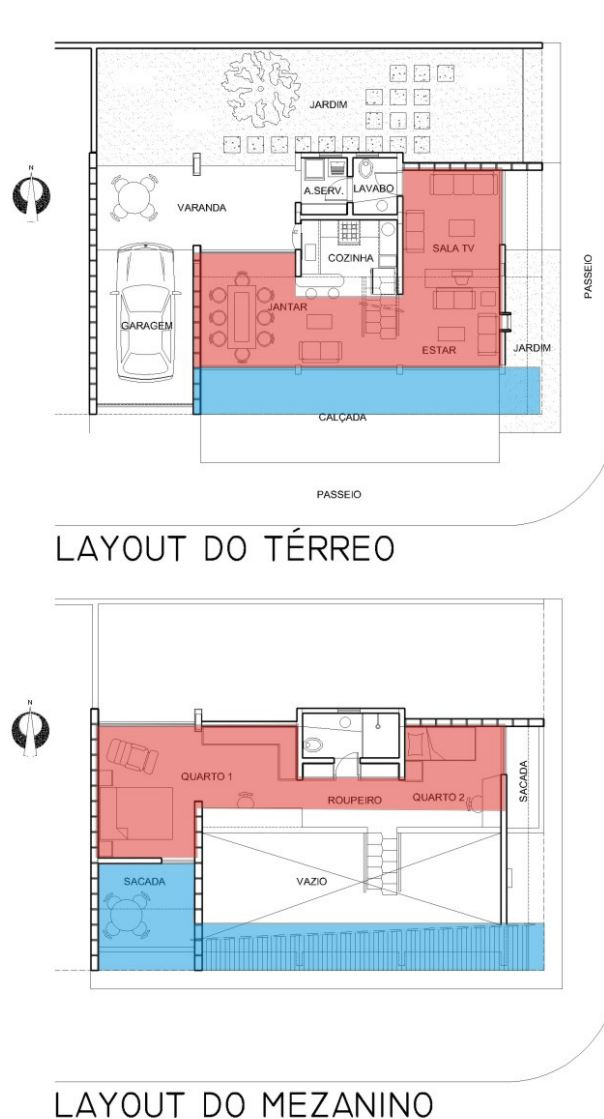 JARDIM
N
A.SERV.
LAVABO
VARANDA
COZINHA
SALA TV
PASSEIO
JANTAR
GARAGEM
ESTAR
JARDIM
CALÇADA
PASSEIO
LAYOUT DO TÉRREO
N
QUARTO 1
SACADA
ROUPEIRO
QUARTO 2
SACADA
VAZIO
LAYOUT DO MEZANINO